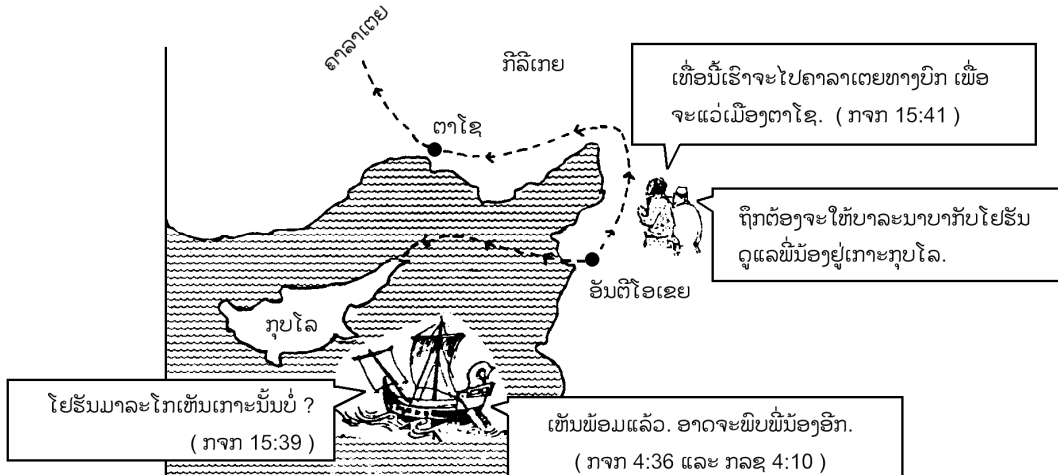 ຄາລາເຕຍ
ກີລີເກຍ
ເທື່ອນີ້ເຮົາຈະໄປຄາລາເຕຍທາງບົກ ເພື່ອ
ຈະແວ່ເມືອງຕາໂຊ. ( ກຈກ 15:41 )
ຕາໂຊ
ຖືກຕ້ອງຈະໃຫ້ບາລະນາບາກັບໂຢຮັນ
ດູແລພີ່ນ້ອງຢູ່ເກາະກຸບໂລ.
ອັນຕີໂອເຂຍ
ກຸບໂລ
ໂຢຮັນມາລະໂກເຫັນເກາະນັ້ນບໍ່ ?
( ກຈກ 15:39 )
ເຫັນພ້ອມແລ້ວ. ອາດຈະພົບພີ່ນ້ອງອີກ.
( ກຈກ 4:36 ແລະ ກລຊ 4:10 )